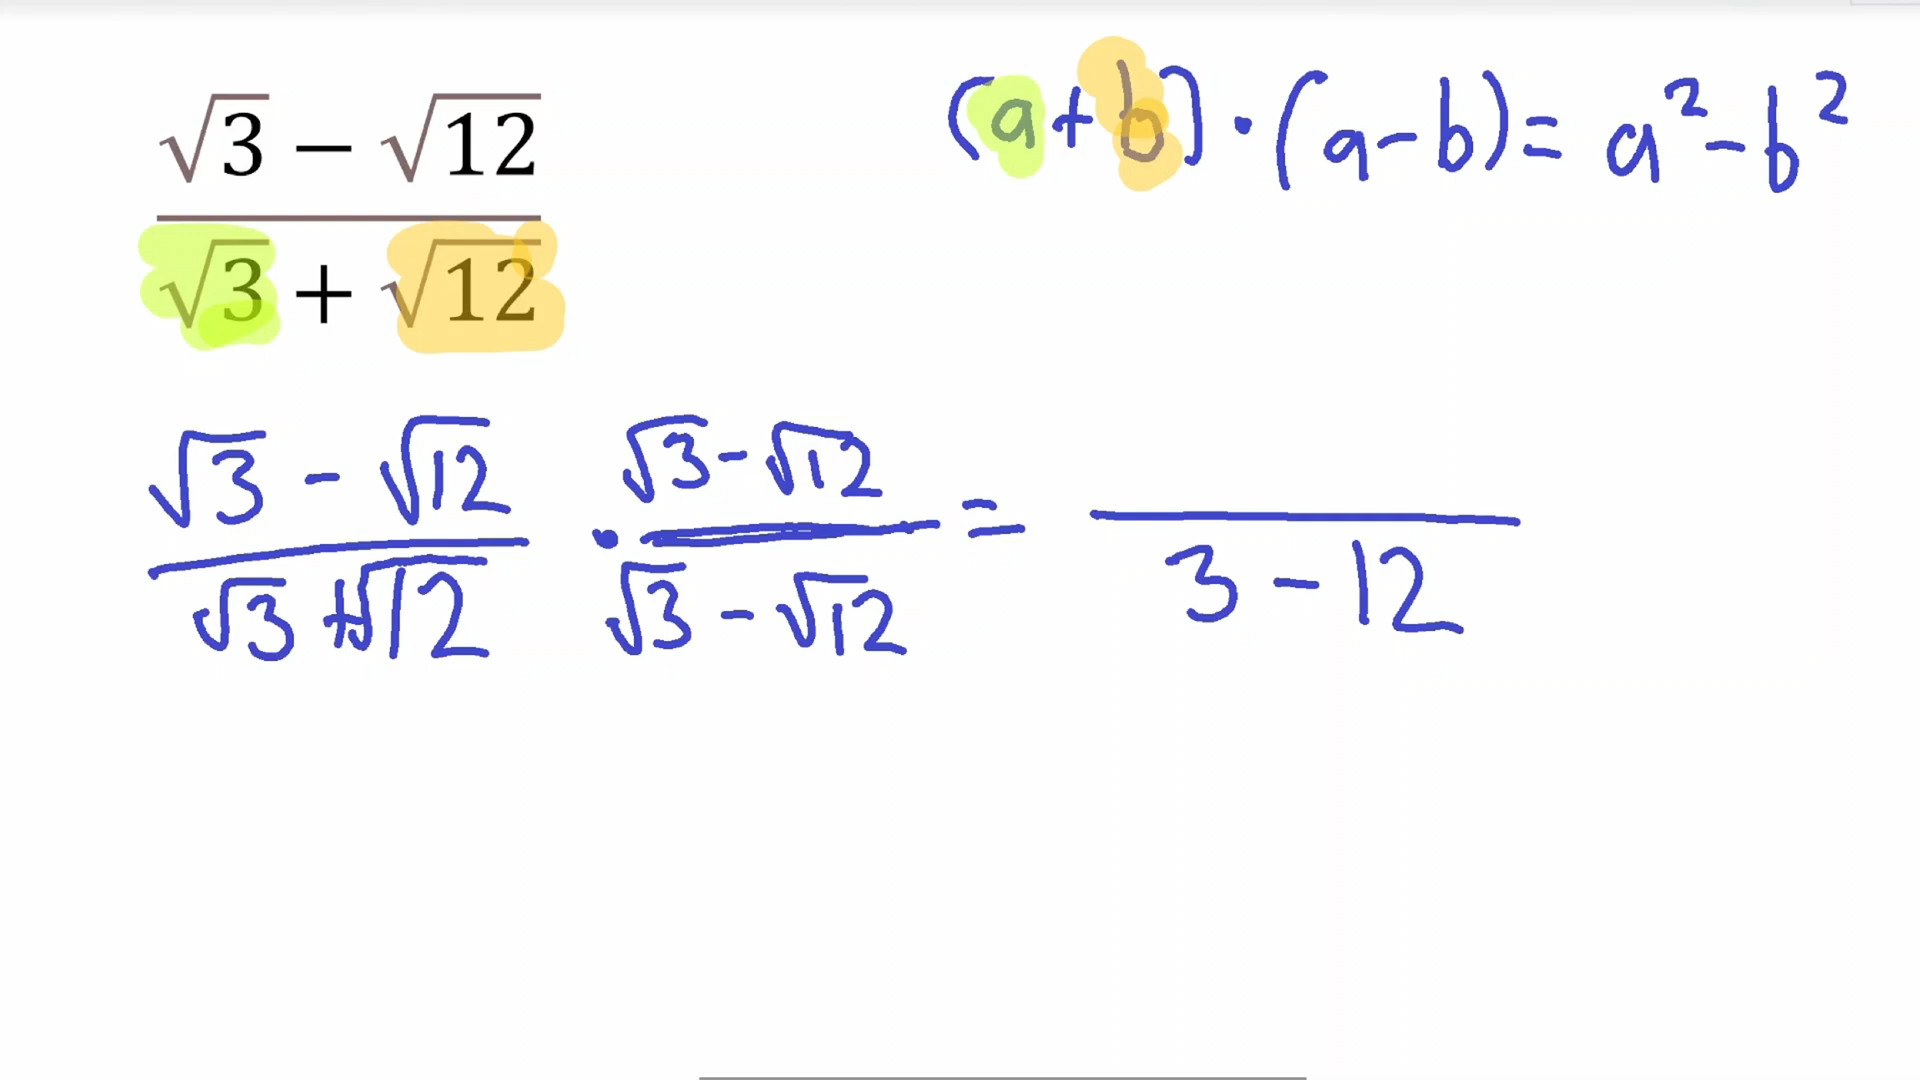 √3 − √12
√3 + √12
(a+b)·(a-b)=a²-b²
√3 - √12 · √3-√12 =
√3 +√12 √3 - √12 3-12